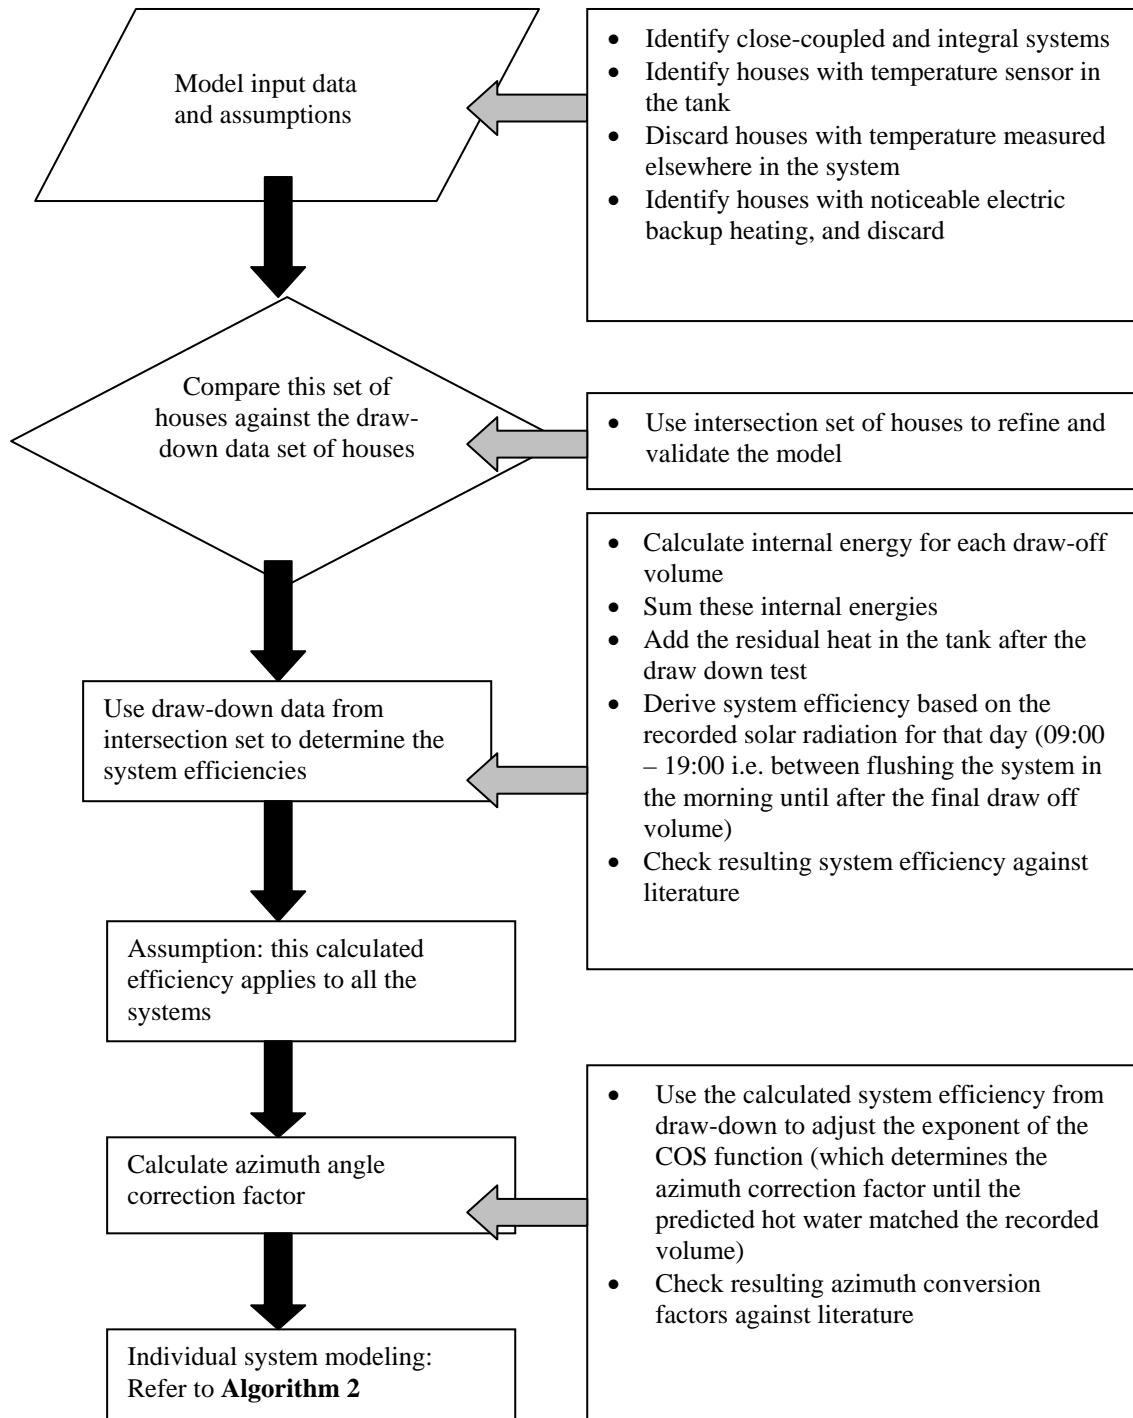 Model input data
and assumptions
• Identify close-coupled and integral systems
• Identify houses with temperature sensor in
the tank
• Discard houses with temperature measured
elsewhere in the system
• Identify houses with noticeable electric
backup heating, and discard
Compare this set of
houses against the draw-
down data set of houses
• Use intersection set of houses to refine and
validate the model
Use draw-down data from
intersection set to determine the
system efficiencies
• Calculate internal energy for each draw-off
volume
• Sum these internal energies
• Add the residual heat in the tank after the
draw down test
• Derive system efficiency based on the
recorded solar radiation for that day (09:00
– 19:00 i.e. between flushing the system in
the morning until after the final draw off
volume)
• Check resulting system efficiency against
literature
Assumption: this calculated
efficiency applies to all the
systems
Calculate azimuth angle
correction factor
• Use the calculated system efficiency from
draw-down to adjust the exponent of the
COS function (which determines the
azimuth correction factor until the
predicted hot water matched the recorded
volume)
• Check resulting azimuth conversion
factors against literature
Individual system modeling:
Refer to Algorithm 2